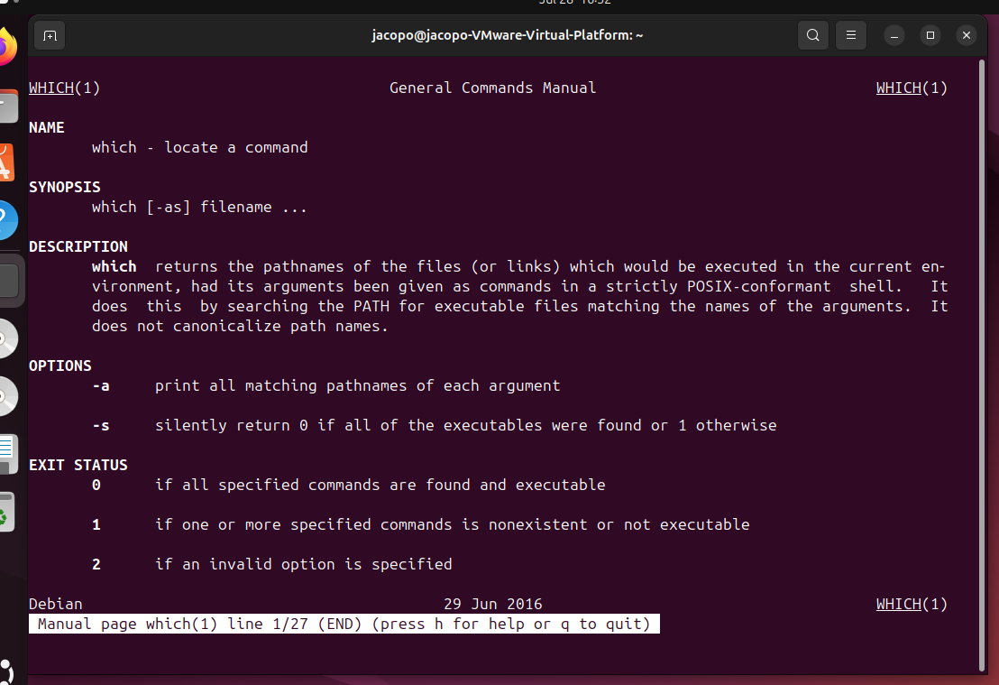 Jul 28 16:52
jacopo@jacopo-VMware-Virtual-Platform: ~
WHICH(1) General Commands Manual WHICH(1)
NAME
which - locate a command
SYNOPSIS
which [-as] filename ...
DESCRIPTION
which returns the pathnames of the files (or links) which would be executed in the current en-
vironment, had its arguments been given as commands in a strictly POSIX-conformant shell. It
does this by searching the PATH for executable files matching the names of the arguments. It
does not canonicalize path names.
OPTIONS
-a print all matching pathnames of each argument
-s silently return 0 if all of the executables were found or 1 otherwise
EXIT STATUS
0 if all specified commands are found and executable
1 if one or more specified commands is nonexistent or not executable
2 if an invalid option is specified
Debian 29 Jun 2016 WHICH(1)
Manual page which(1) line 1/27 (END) (press h for help or q to quit)